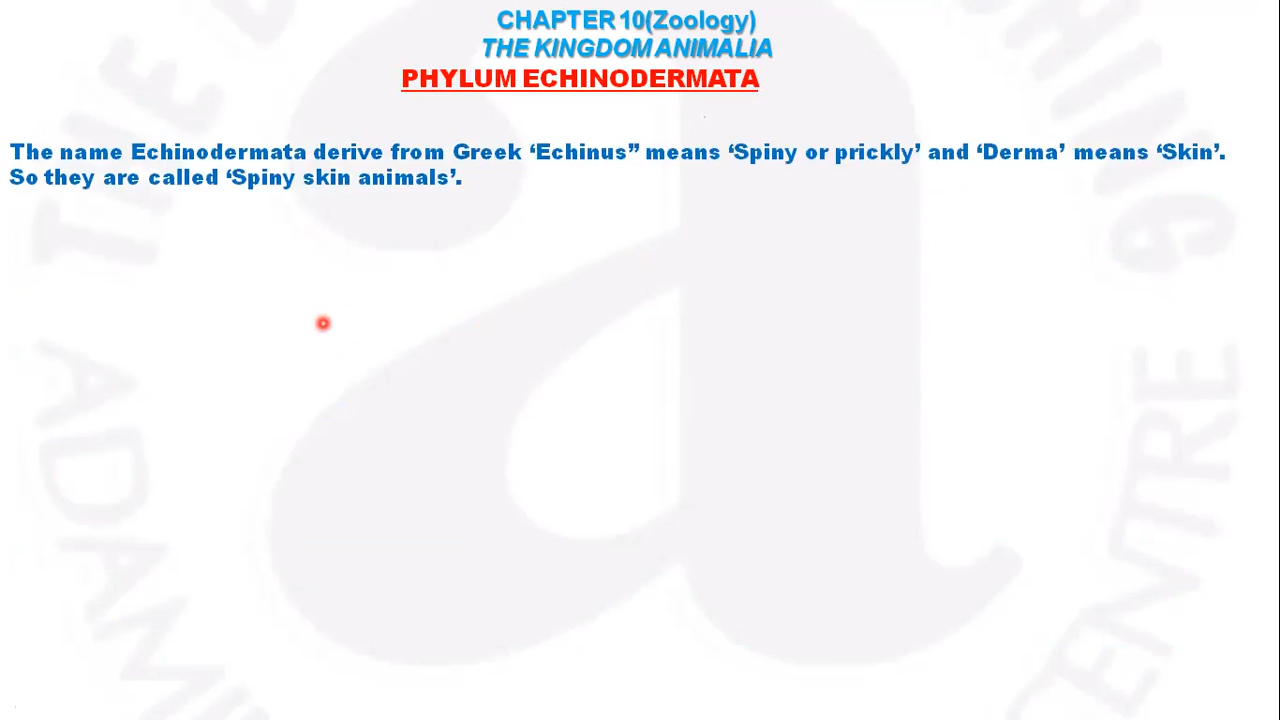 CHAPTER 10(Zoology)
THE KINGDOM ANIMALIA
PHYLUM ECHINODERMATA
The name Echinodermata derive from Greek ‘Echinus” means ‘Spiny or prickly’ and ‘Derma’ means ‘Skin’.
So they are called ‘Spiny skin animals’.